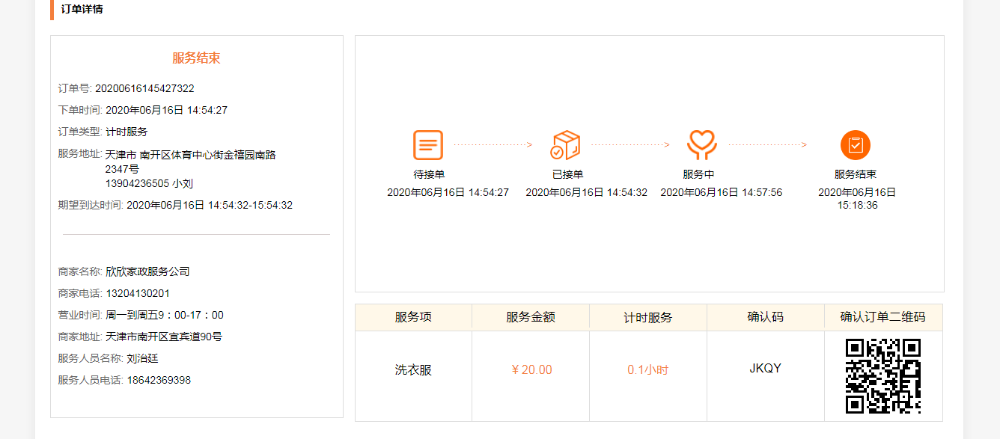 订单详情
服务结束
订单号: 20200616145427322
下单时间: 2020年06月16日 14:54:27
订单类型: 计时服务
服务地址: 天津市 南开区体育中心街金禧园南路
2347号
13904236505 小刘
期望到达时间: 2020年06月16日 14:54:32-15:54:32
商家名称: 欣欣家政服务公司
商家电话: 13204130201
营业时间: 周一到周五9：00-17：00
商家地址: 天津市南开区宜宾道90号
服务人员名称: 刘治廷
服务人员电话: 18642369398
待接单 已接单 服务中 服务结束
2020年06月16日 14:54:27 2020年06月16日 14:54:32 2020年06月16日 14:57:56 2020年06月16日
15:18:36
服务项 服务金额 计时服务 确认码 确认订单二维码
洗衣服 ￥20.00 0.1小时 JKQY